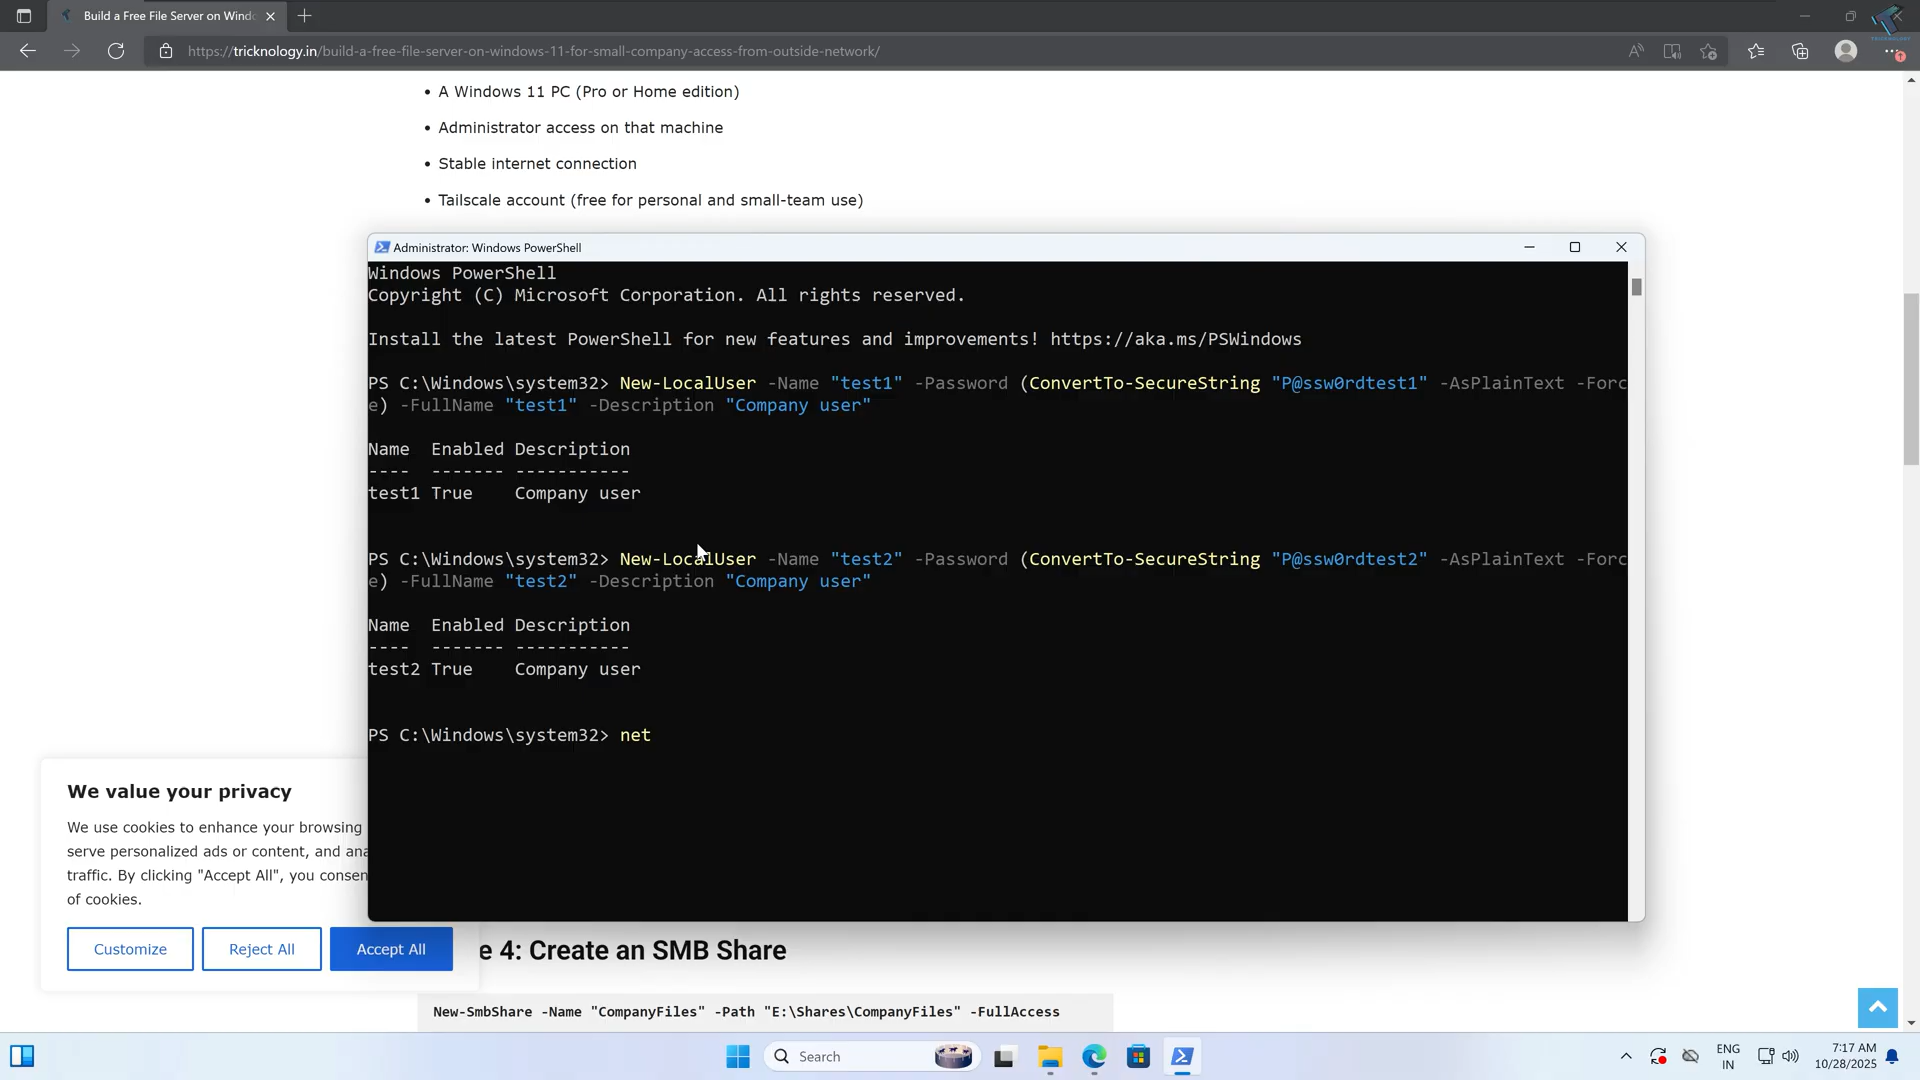 Build a Free File Server on Windo
https://tricknology.in/build-a-free-file-server-on-windows-11-for-small-company-access-from-outside-network/
• A Windows 11 PC (Pro or Home edition)
• Administrator access on that machine
• Stable internet connection
• Tailscale account (free for personal and small-team use)
Administrator: Windows PowerShell
Windows PowerShell
Copyright (C) Microsoft Corporation. All rights reserved.
Install the latest PowerShell for new features and improvements! https://aka.ms/PSWindows
PS C:\Windows\system32> New-LocalUser -Name "test1" -Password (ConvertTo-SecureString "P@ssw0rdtest1" -AsPlainText -Forc
e) -FullName "test1" -Description "Company user"
Name Enabled Description
---- ------- -----------
test1 True Company user
PS C:\Windows\system32> New-LocalUser -Name "test2" -Password (ConvertTo-SecureString "P@ssw0rdtest2" -AsPlainText -Forc
e) -FullName "test2" -Description "Company user"
Name Enabled Description
---- ------- -----------
test2 True Company user
PS C:\Windows\system32> net
We value your privacy
We use cookies to enhance your browsing
serve personalized ads or content, and ana
traffic. By clicking "Accept All", you consen
of cookies.
Customize
Reject All
Accept All
e 4: Create an SMB Share
New-SmbShare -Name "CompanyFiles" -Path "E:\Shares\CompanyFiles" -FullAccess
Search
ENG
IN
7:17 AM
10/28/2025